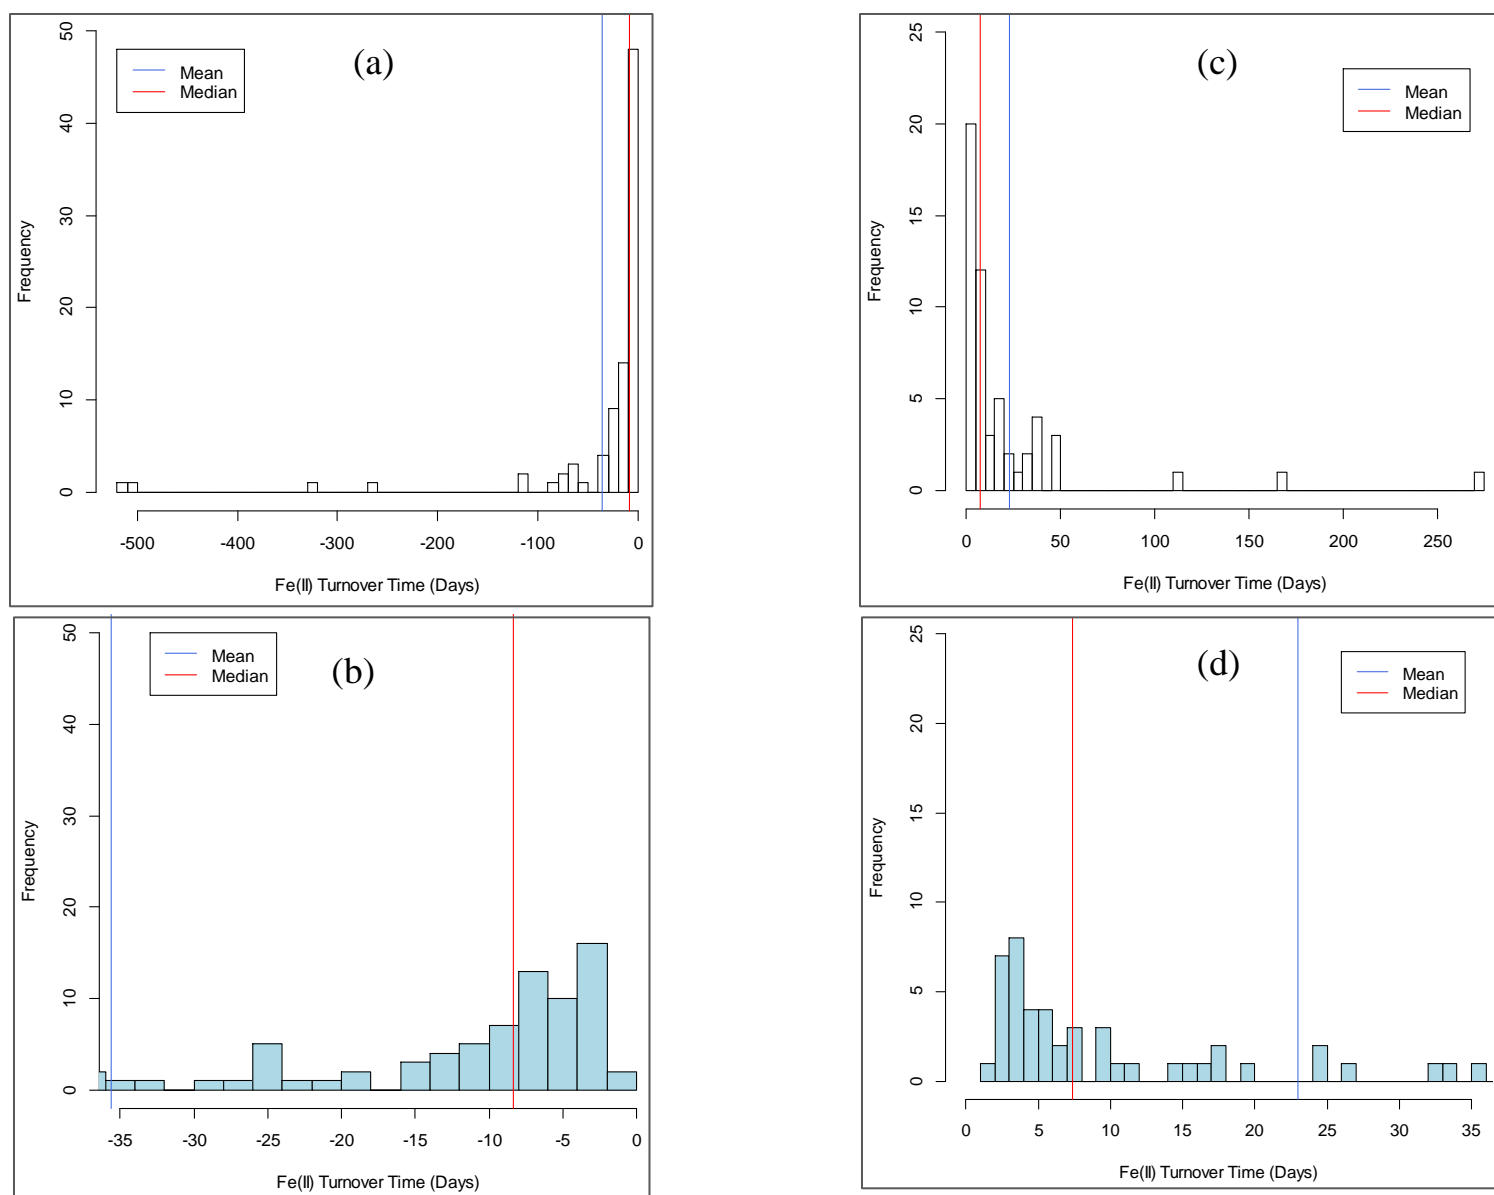 (a)
Mean
Median
Frequency
50
40
30
20
10
0
-500 -400 -300 -200 -100 0
Fe(II) Turnover Time (Days)
(c)
Mean
Median
Frequency
25
20
15
10
5
0
0 50 100 150 200 250
Fe(II) Turnover Time (Days)
(b)
Mean
Median
Frequency
50
40
30
20
10
0
-35 -30 -25 -20 -15 -10 -5 0
Fe(II) Turnover Time (Days)
(d)
Mean
Median
Frequency
25
20
15
10
5
0
0 5 10 15 20 25 30 35
Fe(II) Turnover Time (Days)